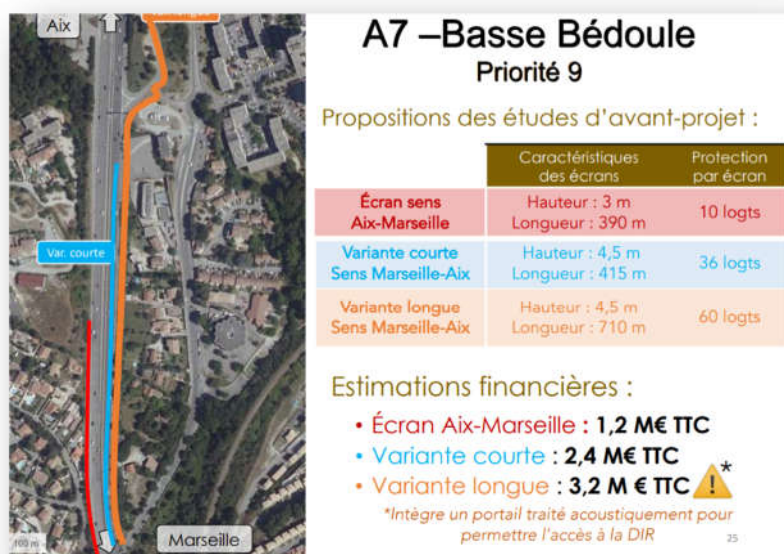 Aix
A7 –Basse Bédoule
Priorité 9
Propositions des études d'avant-projet :
Caractéristiques des écrans
Protection par écran
Écran sens Aix-Marseille
Hauteur : 3 m
Longueur : 390 m
10 logts
Variante courte Sens Marseille-Aix
Hauteur : 4,5 m
Longueur : 415 m
36 logts
Variante longue Sens Marseille-Aix
Hauteur : 4,5 m
Longueur : 710 m
60 logts
Var. courte
Estimations financières :
• Écran Aix-Marseille : 1,2 M€ TTC
• Variante courte : 2,4 M€ TTC
• Variante longue : 3,2 M € TTC ! *
*Intègre un portail traité acoustiquement pour
permettre l'accès à la DIR
25
100 m
Marseille